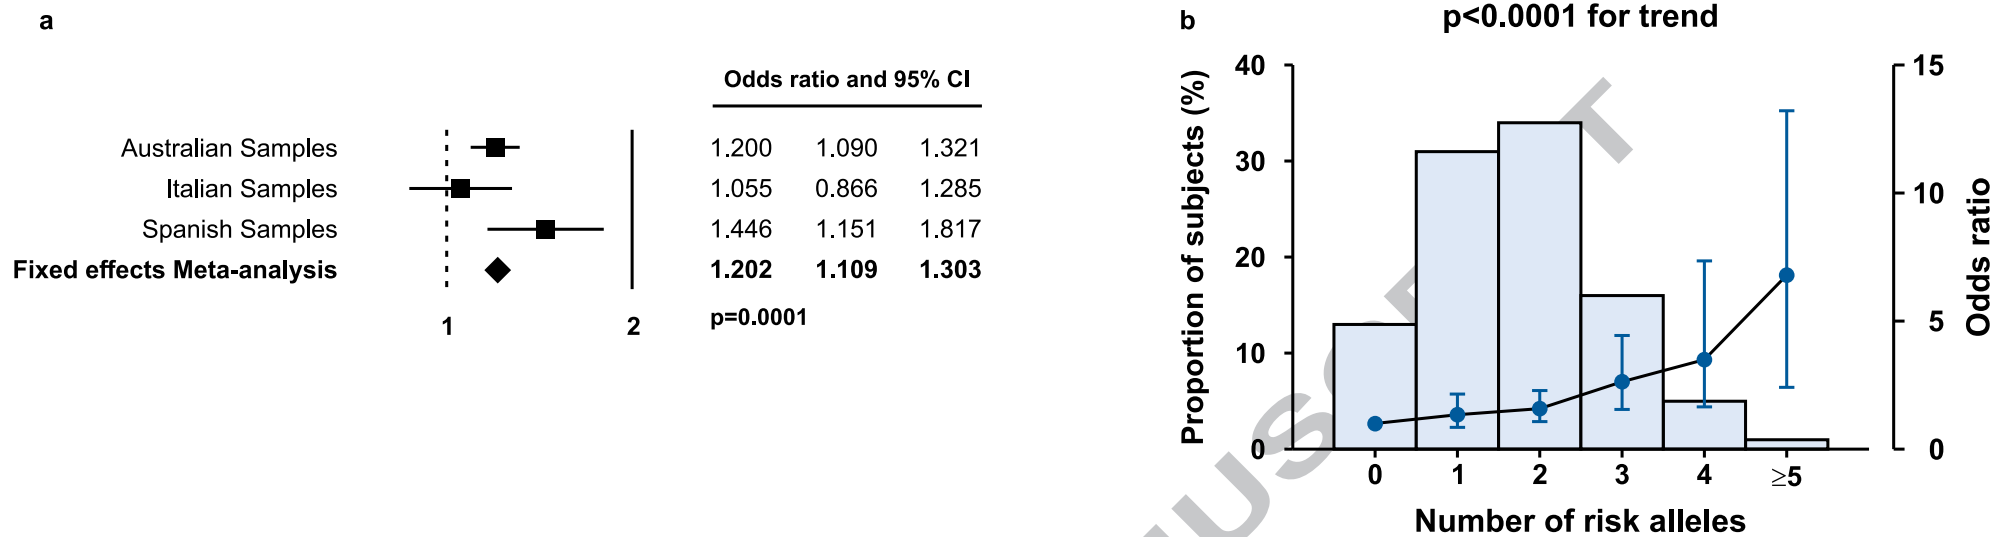 a
Odds ratio and 95% CI
Australian Samples 1.200 1.090 1.321
Italian Samples 1.055 0.866 1.285
Spanish Samples 1.446 1.151 1.817
Fixed effects Meta-analysis 1.202 1.109 1.303
1 2
p=0.0001
b
p<0.0001 for trend
Proportion of subjects (%)
40
30
20
10
0
15
10
5
0
Odds ratio
0 1 2 3 4 ≥5
Number of risk alleles